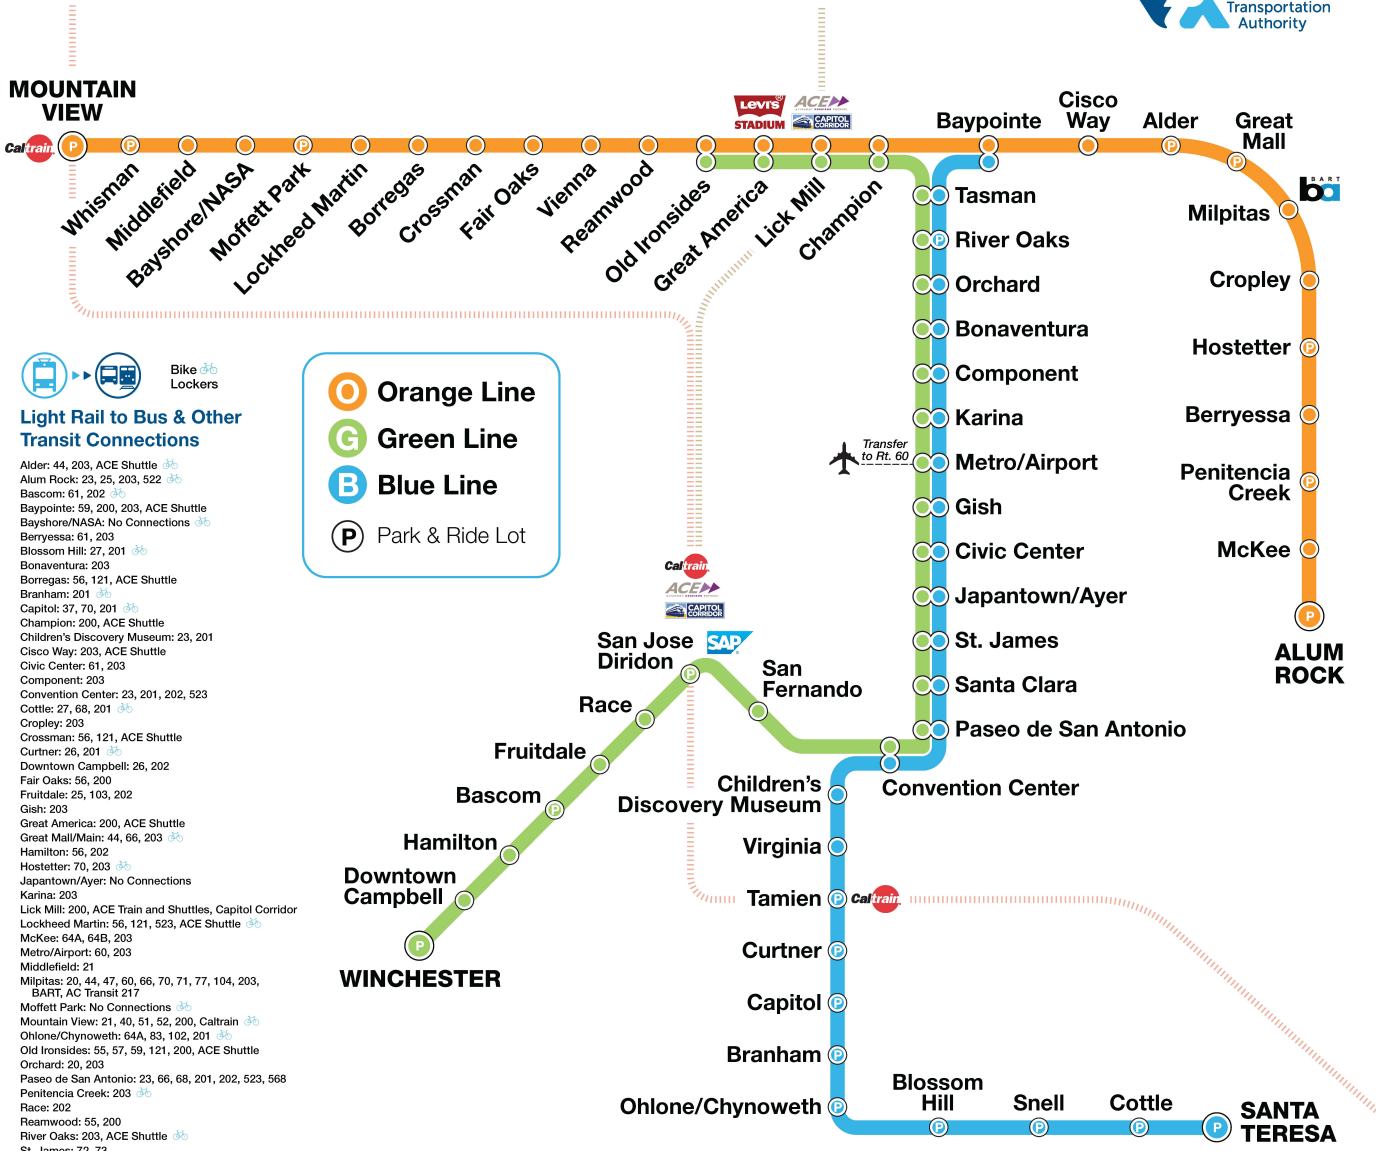 Transportation
Authority
MOUNTAIN
VIEW
Caltrain
P
P
P
Whisman
Middlefield
Bayshore/NASA
Moffett Park
Lockheed Martin
Borregas
Crossman
Fair Oaks
Vienna
Reamwood
Old Ironsides
Great America
Lick Mill
Champion
LEVI'S®
STADIUM
ACE
CAPITOL
CORRIDOR
Baypointe
Cisco
Way
Alder
P
Great
Mall
P
BART
ba
Milpitas
Cropley
Hostetter
P
Berryessa
Penitencia
Creek
P
McKee
P
ALUM
ROCK
Tasman
River Oaks
P
Orchard
Bonaventura
Component
Karina
Transfer
to Rt. 60
Metro/Airport
Gish
Civic Center
Japantown/Ayer
St. James
Santa Clara
Paseo de San Antonio
Convention Center
O Orange Line
G Green Line
B Blue Line
P Park & Ride Lot
Caltrain
ACE
CAPITOL
CORRIDOR
San Jose
Diridon
SAP
P
San
Fernando
Race
Fruitdale
Bascom
P
Hamilton
Downtown
Campbell
P
WINCHESTER
Children's
Discovery Museum
Virginia
Tamien
P
Caltrain
Curtner
P
Capitol
P
Branham
P
Ohlone/Chynoweth
P
Blossom
Hill
P
Snell
P
Cottle
P
P
SANTA
TERESA
Bike
Lockers
Light Rail to Bus & Other
Transit Connections
Alder: 44, 203, ACE Shuttle
Alum Rock: 23, 25, 203, 522
Bascom: 61, 202
Baypointe: 59, 200, 203, ACE Shuttle
Bayshore/NASA: No Connections
Berryessa: 61, 203
Blossom Hill: 27, 201
Bonaventura: 203
Borregas: 56, 121, ACE Shuttle
Branham: 201
Capitol: 37, 70, 201
Champion: 200, ACE Shuttle
Children's Discovery Museum: 23, 201
Cisco Way: 203, ACE Shuttle
Civic Center: 61, 203
Component: 203
Convention Center: 23, 201, 202, 523
Cottle: 27, 68, 201
Cropley: 203
Crossman: 56, 121, ACE Shuttle
Curtner: 26, 201
Downtown Campbell: 26, 202
Fair Oaks: 56, 200
Fruitdale: 25, 103, 202
Gish: 203
Great America: 200, ACE Shuttle
Great Mall/Main: 44, 66, 203
Hamilton: 56, 202
Hostetter: 70, 203
Japantown/Ayer: No Connections
Karina: 203
Lick Mill: 200, ACE Train and Shuttles, Capitol Corridor
Lockheed Martin: 56, 121, 523, ACE Shuttle
McKee: 64A, 64B, 203
Metro/Airport: 60, 203
Middlefield: 21
Milpitas: 20, 44, 47, 60, 66, 70, 71, 77, 104, 203,
BART, AC Transit 217
Moffett Park: No Connections
Mountain View: 21, 40, 51, 52, 200, Caltrain
Ohlone/Chynoweth: 64A, 83, 102, 201
Old Ironsides: 55, 57, 59, 121, 200, ACE Shuttle
Orchard: 20, 203
Paseo de San Antonio: 23, 66, 68, 201, 202, 523, 568
Penitencia Creek: 203
Race: 202
Reamwood: 55, 200
River Oaks: 203, ACE Shuttle
St. James: 72, 73